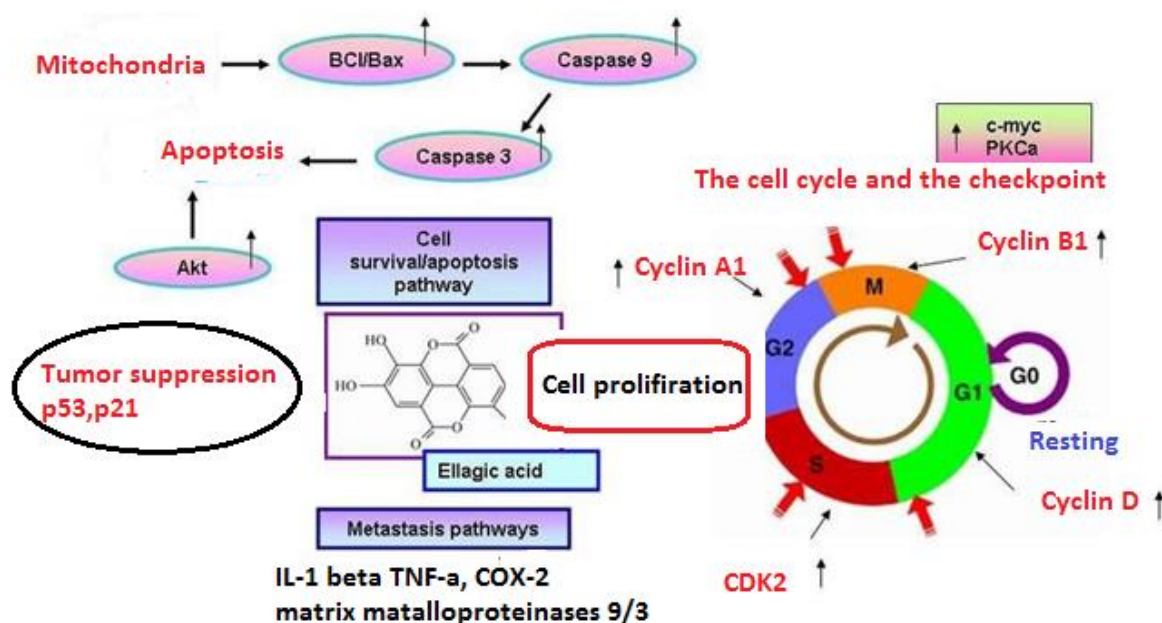 Mitochondria
BCl/Bax
Caspase 9
Caspase 3
Apoptosis
Akt
c-myc
PKCa
The cell cycle and the checkpoint
Cell
survival/apoptosis
pathway
Cyclin A1
Cyclin B1
M
G2
G1
G0
S
Resting
Cyclin D
CDK2
Tumor suppression
p53,p21
HO
HO
O
O
O
O
Ellagic acid
Cell prolifiration
Metastasis pathways
IL-1 beta TNF-a, COX-2
matrix matalloproteinases 9/3